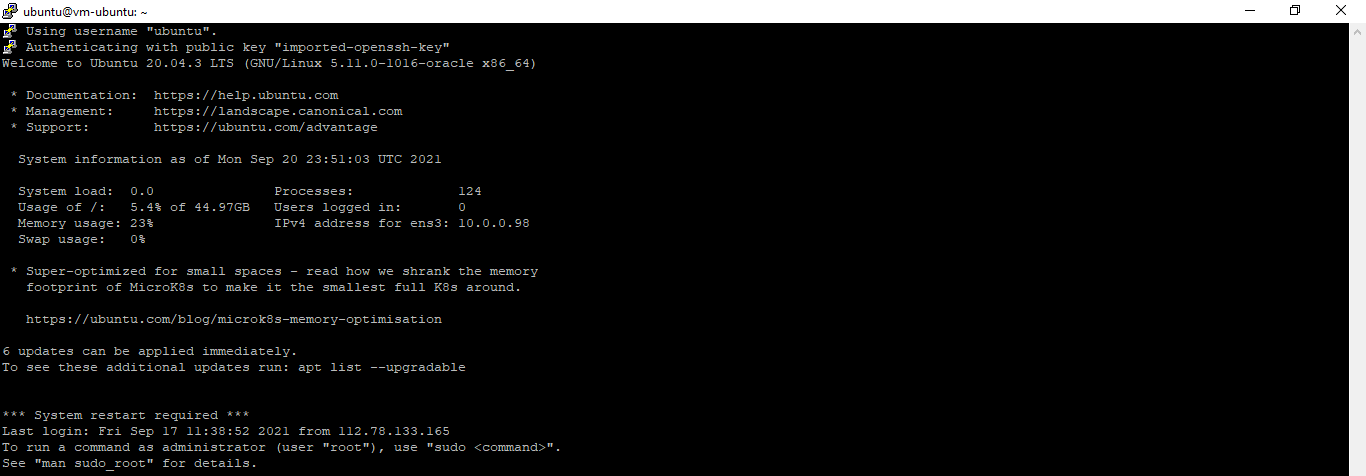 ubuntu@vm-ubuntu: ~
Using username "ubuntu".
Authenticating with public key "imported-openssh-key"
Welcome to Ubuntu 20.04.3 LTS (GNU/Linux 5.11.0-1016-oracle x86_64)
* Documentation:  https://help.ubuntu.com
* Management:     https://landscape.canonical.com
* Support:        https://ubuntu.com/advantage
System information as of Mon Sep 20 23:51:03 UTC 2021
System load:  0.0               Processes:             124
Usage of /:   5.4% of 44.97GB   Users logged in:       0
Memory usage: 23%               IPv4 address for ens3: 10.0.0.98
Swap usage:   0%
* Super-optimized for small spaces - read how we shrank the memory
footprint of MicroK8s to make it the smallest full K8s around.
https://ubuntu.com/blog/microk8s-memory-optimisation
6 updates can be applied immediately.
To see these additional updates run: apt list --upgradable
*** System restart required ***
Last login: Fri Sep 17 11:38:52 2021 from 112.78.133.165
To run a command as administrator (user "root"), use "sudo <command>".
See "man sudo_root" for details.